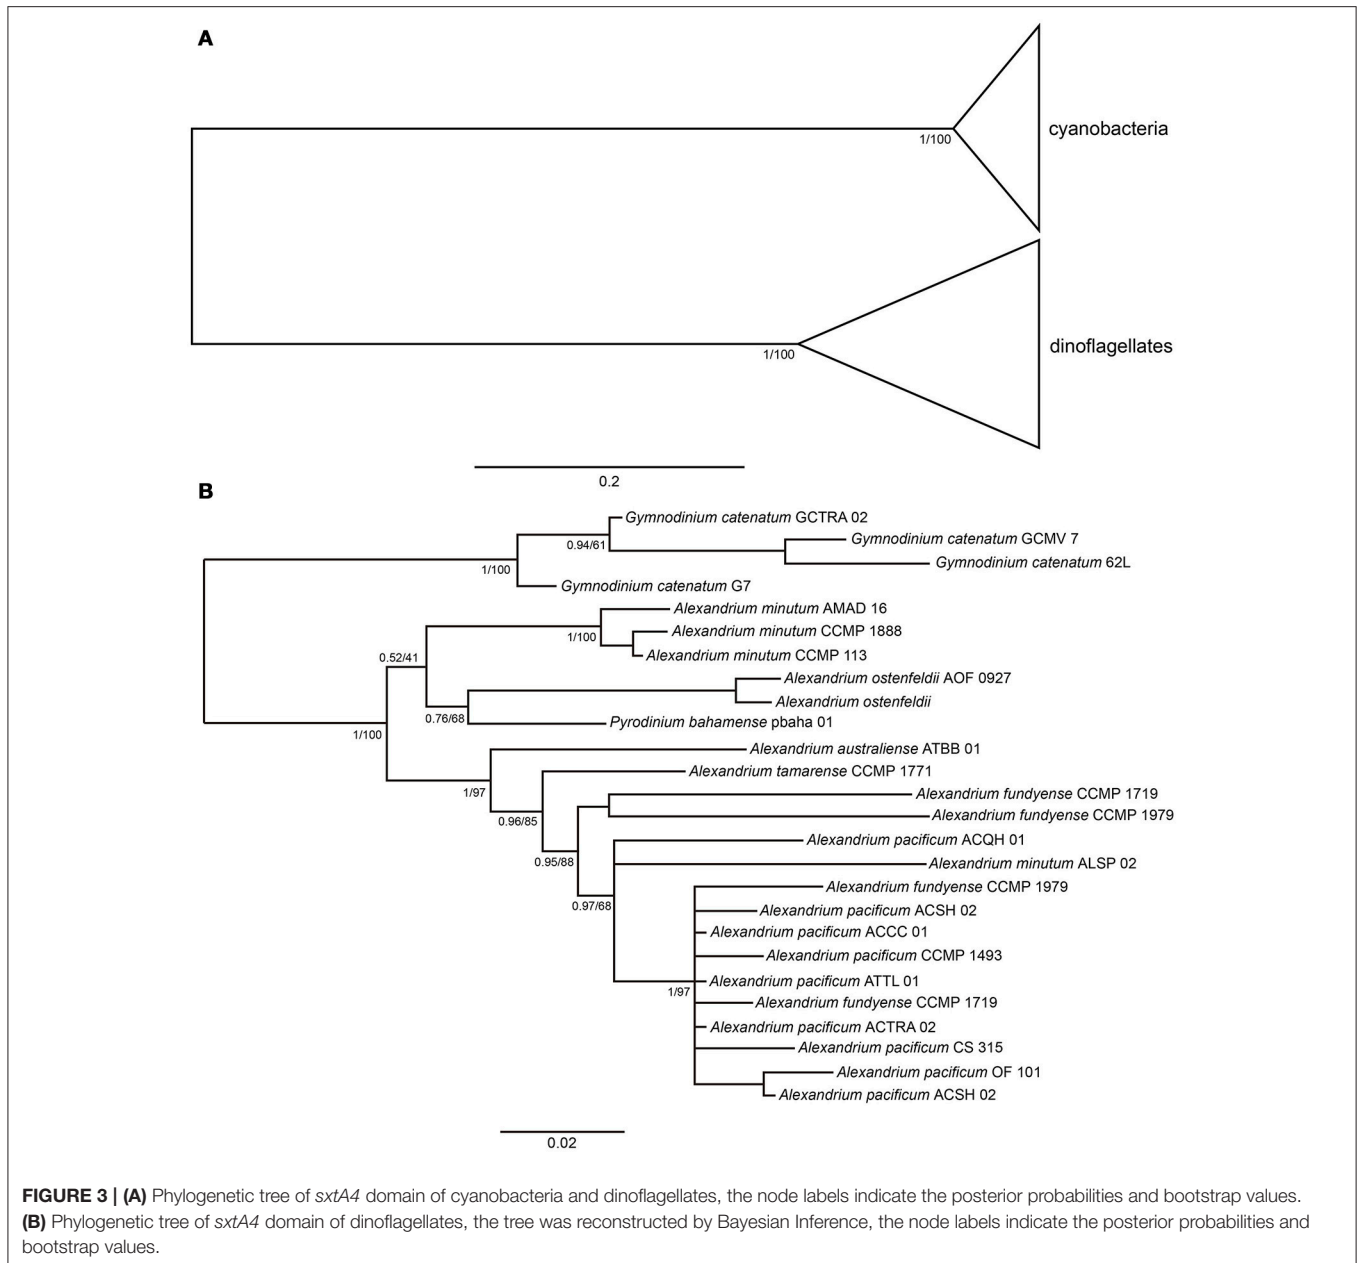 A
1/100
cyanobacteria
1/100
dinoflagellates
0.2
B
Gymnodinium catenatum GCTRA 02
0.94/61
Gymnodinium catenatum GCMV 7
Gymnodinium catenatum 62L
1/100
Gymnodinium catenatum G7
Alexandrium minutum AMAD 16
1/100
Alexandrium minutum CCMP 1888
Alexandrium minutum CCMP 113
0.52/41
Alexandrium ostenfeldii AOF 0927
Alexandrium ostenfeldii
0.76/68
Pyrodinium bahamense pbaha 01
1/100
Alexandrium australiense ATBB 01
Alexandrium tamarense CCMP 1771
1/97
Alexandrium fundyense CCMP 1719
Alexandrium fundyense CCMP 1979
0.96/85
Alexandrium pacificum ACQH 01
0.95/88
Alexandrium minutum ALSP 02
Alexandrium fundyense CCMP 1979
0.97/68
Alexandrium pacificum ACSH 02
Alexandrium pacificum ACCC 01
Alexandrium pacificum CCMP 1493
Alexandrium pacificum ATTL 01
1/97
Alexandrium fundyense CCMP 1719
Alexandrium pacificum ACTRA 02
Alexandrium pacificum CS 315
Alexandrium pacificum OF 101
Alexandrium pacificum ACSH 02
0.02
FIGURE 3 | (A) Phylogenetic tree of sxtA4 domain of cyanobacteria and dinoflagellates, the node labels indicate the posterior probabilities and bootstrap values.
(B) Phylogenetic tree of sxtA4 domain of dinoflagellates, the tree was reconstructed by Bayesian Inference, the node labels indicate the posterior probabilities and
bootstrap values.